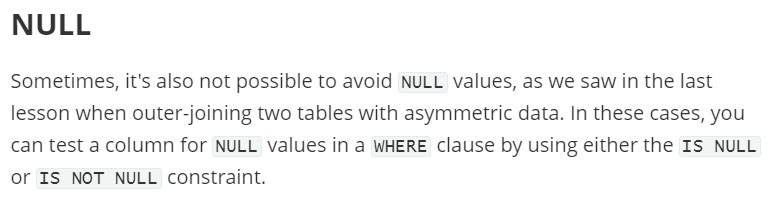 NULL
Sometimes, it's also not possible to avoid NULL values, as we saw in the last
lesson when outer-joining two tables with asymmetric data. In these cases, you
can test a column for NULL values in a WHERE clause by using either the IS NULL
or IS NOT NULL constraint.